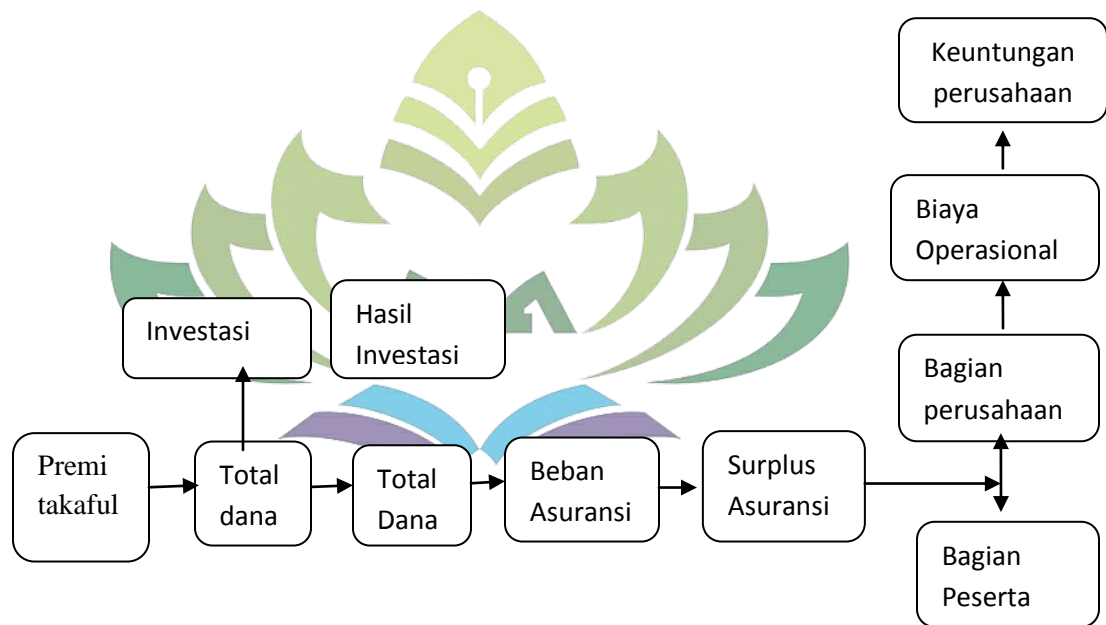 Keuntungan
perusahaan
Biaya
Operasional
Bagian
perusahaan
Investasi
Hasil
Investasi
Premi
takaful
Total
dana
Total
Dana
Beban
Asuransi
Surplus
Asuransi
Bagian
Peserta